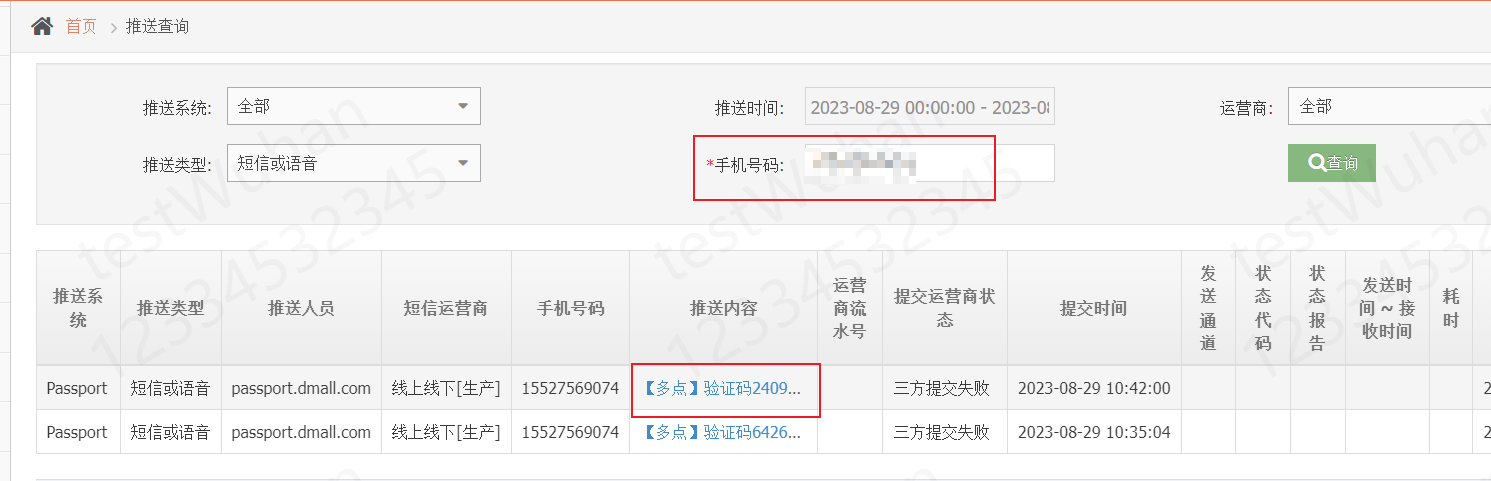 首页 > 推送查询
推送系统: 全部 推送时间: 2023-08-29 00:00:00 - 2023-08 运营商: 全部
推送类型: 短信或语音 *手机号码: 查询
推送系统 推送类型 推送人员 短信运营商 手机号码 推送内容 运营商流水号 提交运营商状态 提交时间 发送通道 状态代码 状态报告 发送时间 ~ 接收时间 耗时
Passport 短信或语音 passport.dmall.com 线上线下[生产] 15527569074 【多点】验证码2409... 三方提交失败 2023-08-29 10:42:00 2
Passport 短信或语音 passport.dmall.com 线上线下[生产] 15527569074 【多点】验证码6426... 三方提交失败 2023-08-29 10:35:04 2
testWuhan
12334532345
testWuhan
12334532345
testWuhan
12334532345